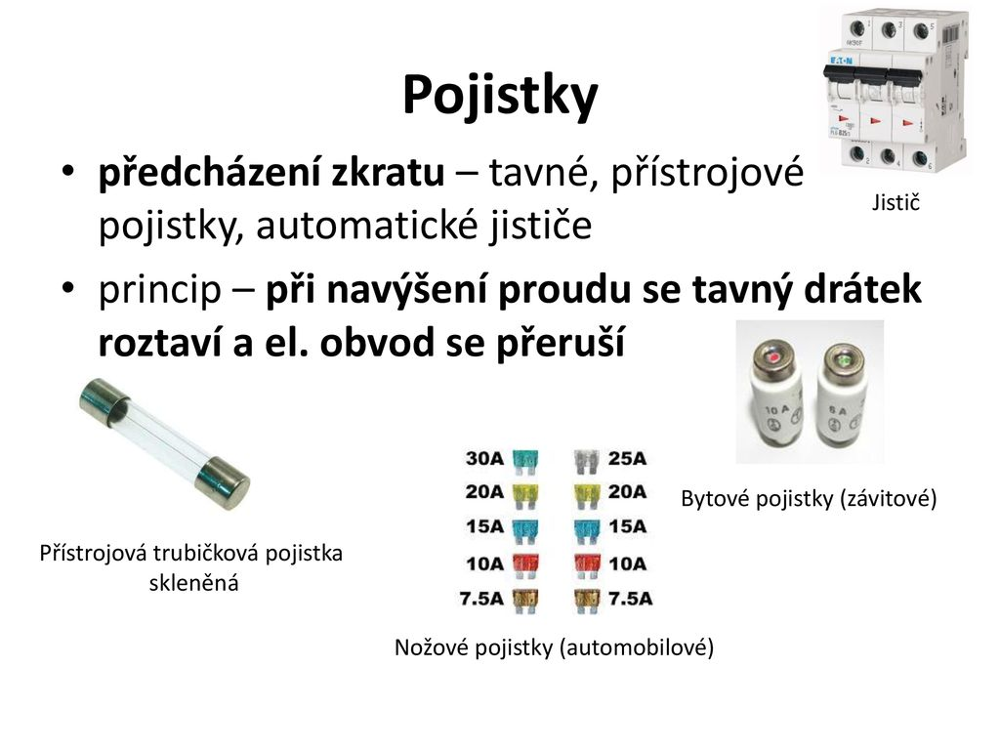 Pojistky
• předcházení zkratu – tavné, přístrojové
pojistky, automatické jističe
• princip – při navýšení proudu se tavný drátek
roztaví a el. obvod se přeruší
EATON
Jistič
10 A
6 A
Bytové pojistky (závitové)
Přístrojová trubičková pojistka
skleněná
30A 25A
20A 20A
15A 15A
10A 10A
7.5A 7.5A
Nožové pojistky (automobilové)